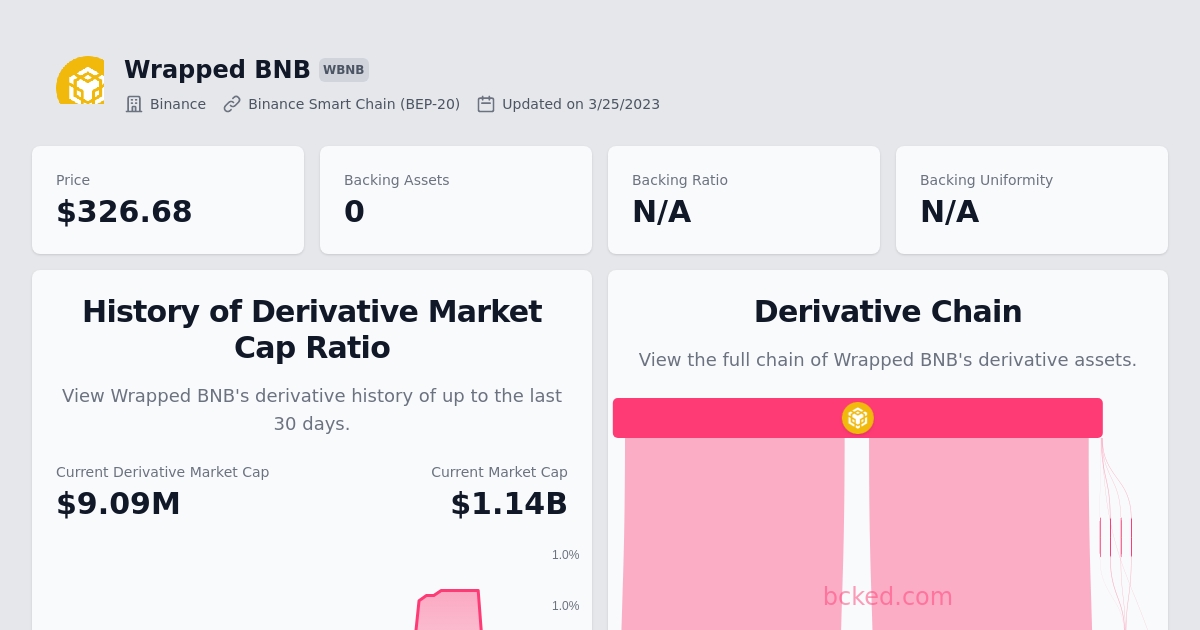 Wrapped BNB WBNB
Binance Binance Smart Chain (BEP-20) Updated on 3/25/2023
Price
$326.68
Backing Assets
0
Backing Ratio
N/A
Backing Uniformity
N/A
History of Derivative Market
Cap Ratio
View Wrapped BNB's derivative history of up to the last
30 days.
Current Derivative Market Cap
$9.09M
Current Market Cap
$1.14B
1.0%
1.0%
Derivative Chain
View the full chain of Wrapped BNB's derivative assets.
bcked.com